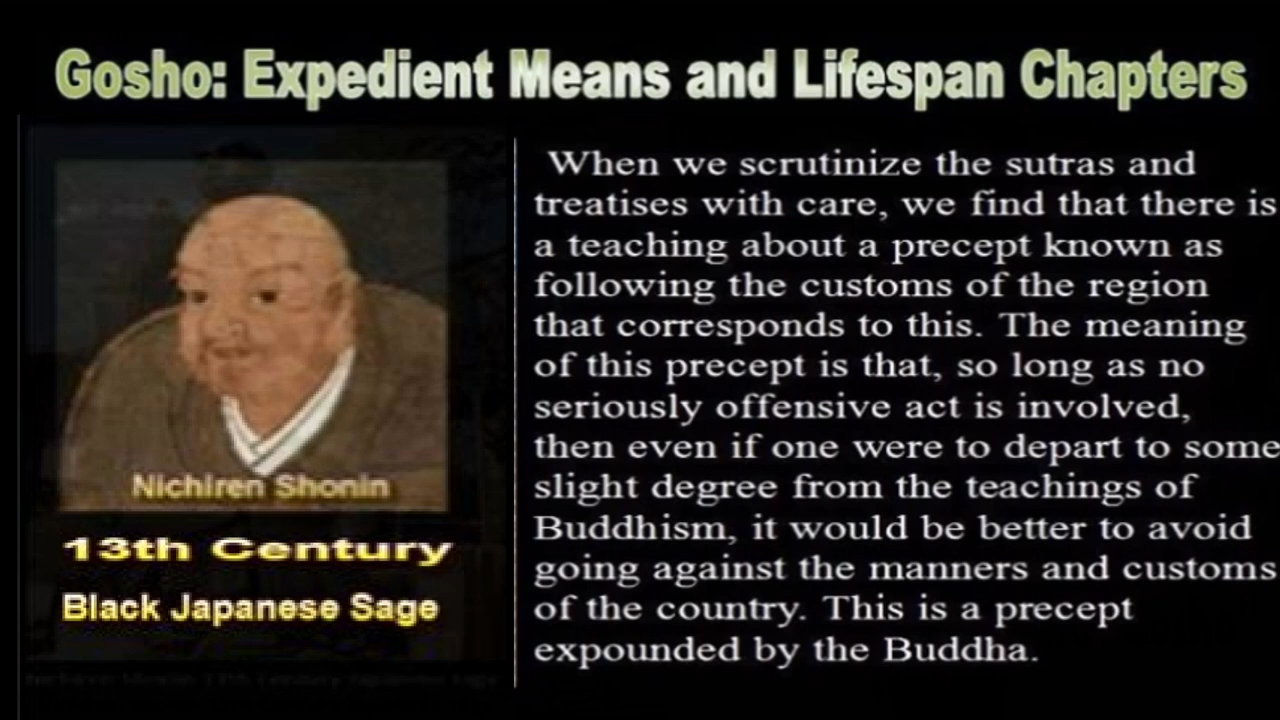 Gosho: Expedient Means and Lifespan Chapters
Nichiren Shonin
13th Century
Black Japanese Sage
When we scrutinize the sutras and
treatises with care, we find that there is
a teaching about a precept known as
following the customs of the region
that corresponds to this. The meaning
of this precept is that, so long as no
seriously offensive act is involved,
then even if one were to depart to some
slight degree from the teachings of
Buddhism, it would be better to avoid
going against the manners and customs
of the country. This is a precept
expounded by the Buddha.